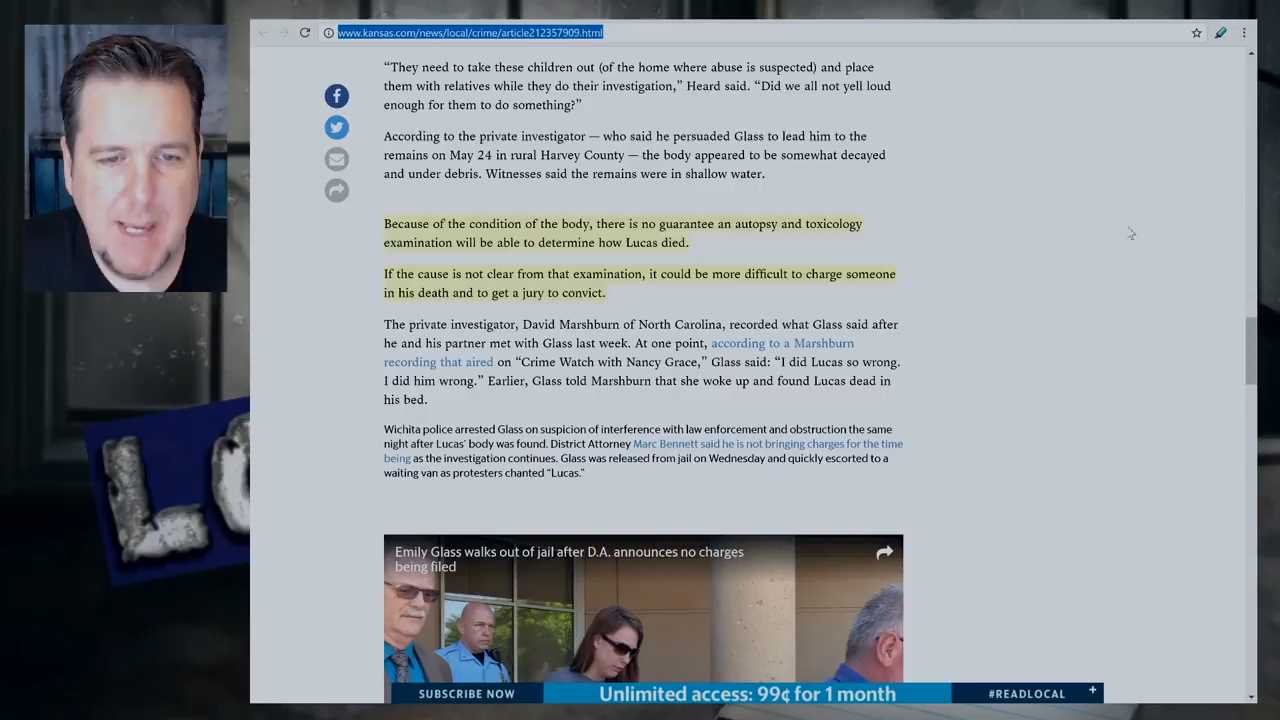 www.kansas.com/news/local/crime/article212357909.html
“They need to take these children out (of the home where abuse is suspected) and place
them with relatives while they do their investigation,” Heard said. “Did we all not yell loud
enough for them to do something?”
According to the private investigator — who said he persuaded Glass to lead him to the
remains on May 24 in rural Harvey County — the body appeared to be somewhat decayed
and under debris. Witnesses said the remains were in shallow water.
Because of the condition of the body, there is no guarantee an autopsy and toxicology
examination will be able to determine how Lucas died.
If the cause is not clear from that examination, it could be more difficult to charge someone
in his death and to get a jury to convict.
The private investigator, David Marshburn of North Carolina, recorded what Glass said after
he and his partner met with Glass last week. At one point, according to a Marshburn
recording that aired on “Crime Watch with Nancy Grace,” Glass said: “I did Lucas so wrong.
I did him wrong.” Earlier, Glass told Marshburn that she woke up and found Lucas dead in
his bed.
Wichita police arrested Glass on suspicion of interference with law enforcement and obstruction the same
night after Lucas’ body was found. District Attorney Marc Bennett said he is not bringing charges for the time
being as the investigation continues. Glass was released from jail on Wednesday and quickly escorted to a
waiting van as protesters chanted “Lucas.”
LO
Emily Glass walks out of jail after D.A. announces no charges
being filed
SUBSCRIBE NOW
Unlimited access: 99¢ for 1 month
#READLOCAL
+